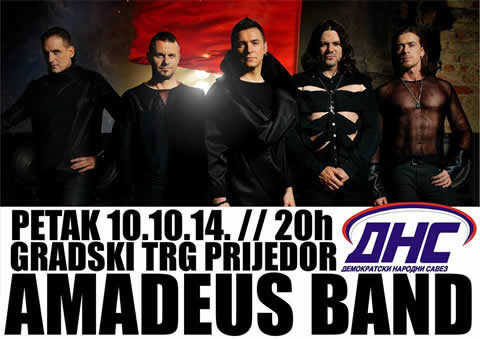 PETAK 10.10.14. // 20h
GRADSKI TRG PRIJEDOR
ДНС
ДЕМОКРАТСКИ НАРОДНИ САВЕЗ
AMADEUS BAND